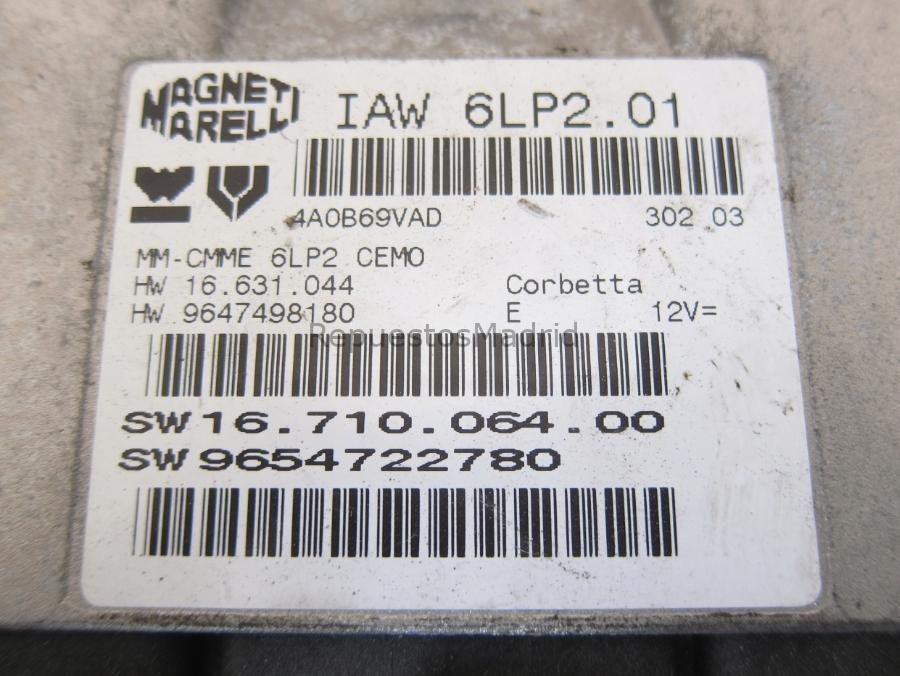 MAGNETI
MARELLI
IAW 6LP2.01
4A0B69VAD 302 03
MM-CMME 6LP2 CEMO
HW 16.631.044 Corbetta
HW 9647498180 E 12V=
RepuestosMadrid
SW 16.710.064.00
SW 9654722780